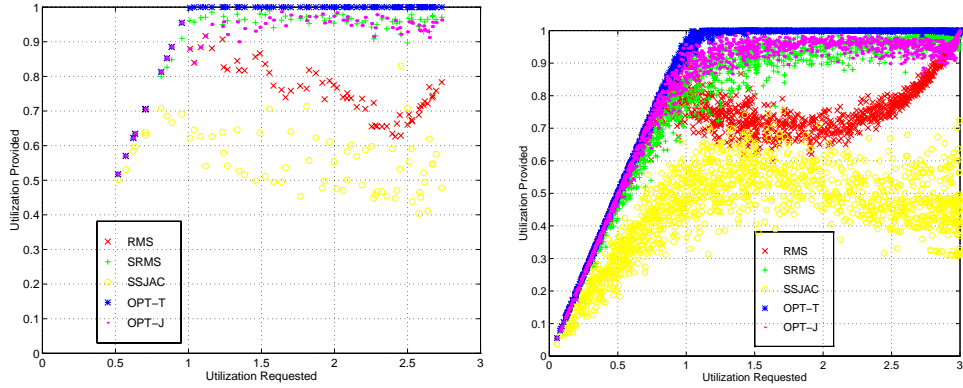 1
0.9
0.8
0.7
0.6
0.5
0.4
0.3
0.2
0.1
0
Utilization Provided
RMS
SRMS
SSJAC
OPT-T
OPT-J
0 0.5 1 1.5 2 2.5 3
Utilization Requested
1
0.9
0.8
0.7
0.6
0.5
0.4
0.3
0.2
0.1
0
Utilization Provided
RMS
SRMS
SSJAC
OPT-T
OPT-J
0 0.5 1 1.5 2 2.5 3
Utilization Requested